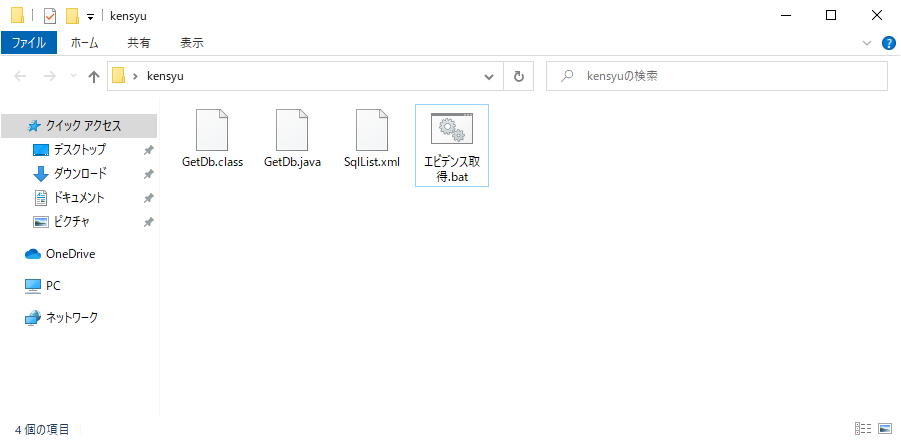 kensyu
ファイル
ホーム
共有
表示
kensyu
kensyuの検索
クイック アクセス
デスクトップ
ダウンロード
ドキュメント
ピクチャ
OneDrive
PC
ネットワーク
GetDb.class
GetDb.java
SqlList.xml
エビデンス取
得.bat
4 個の項目